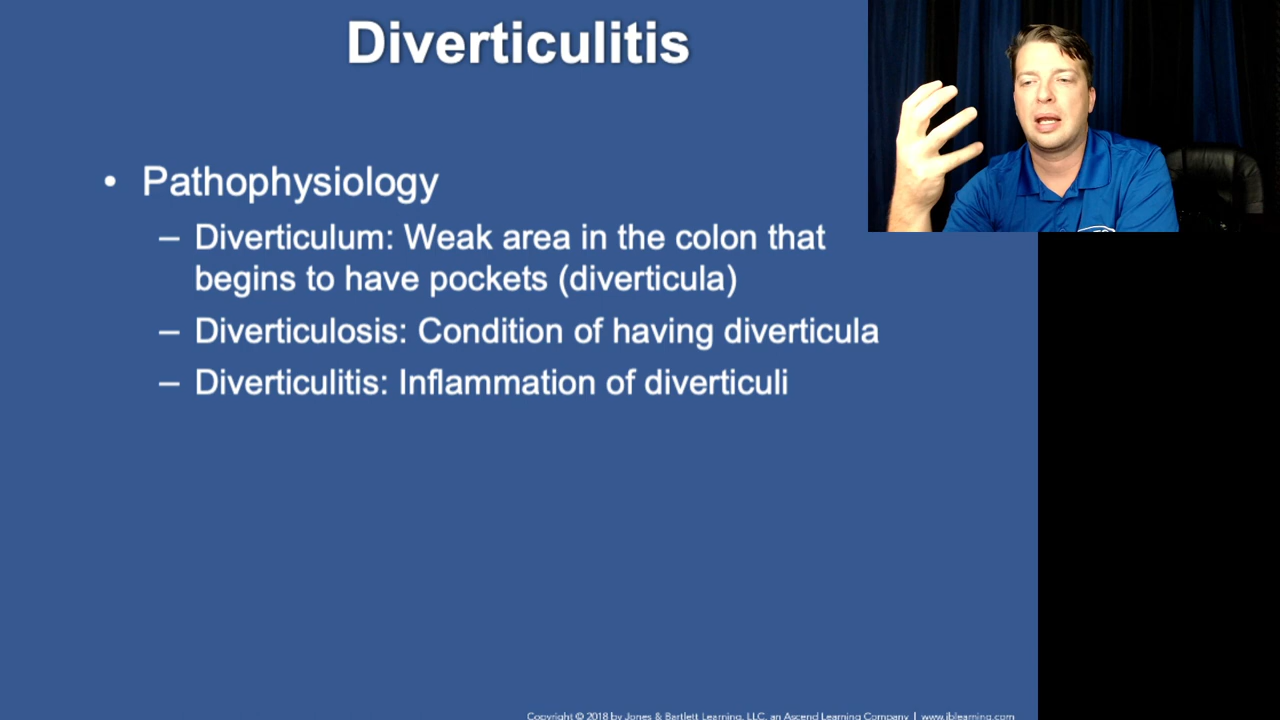 Diverticulitis
• Pathophysiology
– Diverticulum: Weak area in the colon that
begins to have pockets (diverticula)
– Diverticulosis: Condition of having diverticula
– Diverticulitis: Inflammation of diverticuli
Copyright © 2018 by Jones & Bartlett Learning, LLC, an Ascend Learning Company | www.jblearning.com